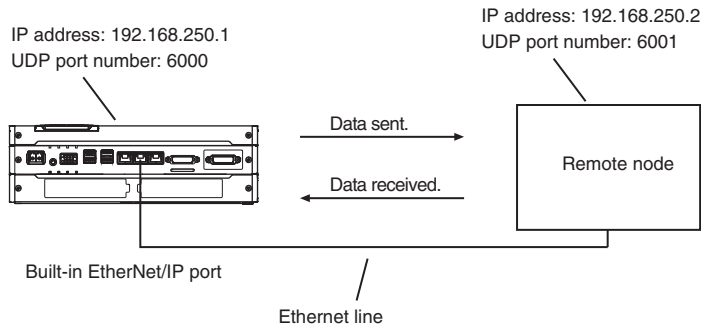 IP address: 192.168.250.1
UDP port number: 6000
IP address: 192.168.250.2
UDP port number: 6001
Data sent.
Remote node
Data received.
Built-in EtherNet/IP port
Ethernet line